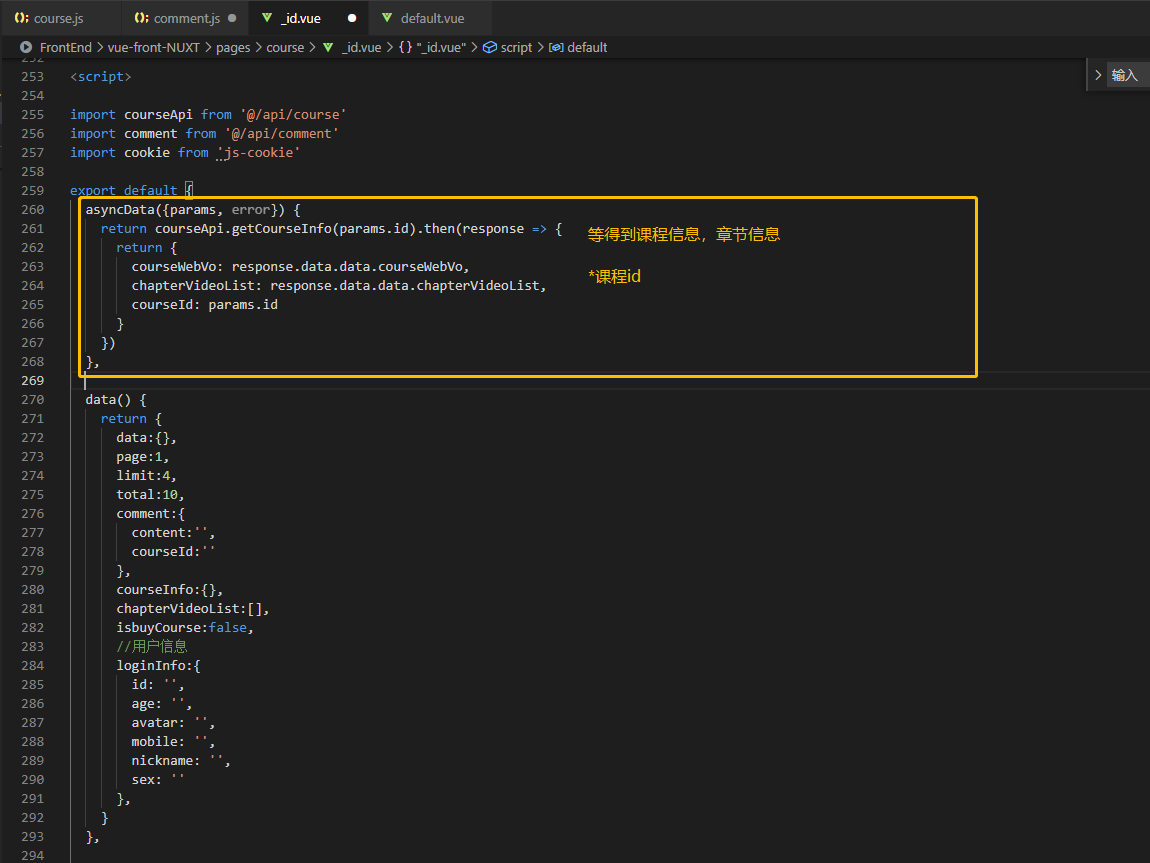 course.js comment.js _id.vue default.vue
FrontEnd > vue-front-NUXT > pages > course > _id.vue > {} "_id.vue" > script > default
252
253 <script>
输入
254
255 import courseApi from '@/api/course'
256 import comment from '@/api/comment'
257 import cookie from 'js-cookie'
258
259 export default {
260 asyncData({params, error}) {
261 return courseApi.getCourseInfo(params.id).then(response => {
等得到课程信息，章节信息
262 return {
263 courseWebVo: response.data.data.courseWebVo,
*课程id
264 chapterVideoList: response.data.data.chapterVideoList,
265 courseId: params.id
266 }
267 })
268 },
269
270 data() {
271 return {
272 data:{},
273 page:1,
274 limit:4,
275 total:10,
276 comment:{
277 content:'',
278 courseId:''
279 },
280 courseInfo:{},
281 chapterVideoList:[],
282 isbuyCourse:false,
283 //用户信息
284 loginInfo:{
285 id: '',
286 age: '',
287 avatar: '',
288 mobile: '',
289 nickname: '',
290 sex: ''
291 },
292 }
293 },
294